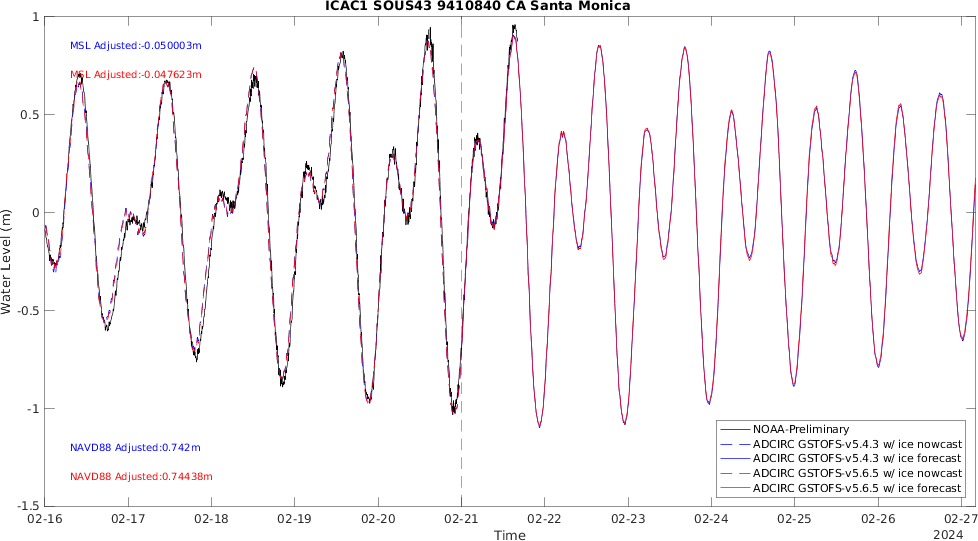 ICAC1 SOUS43 9410840 CA Santa Monica
1
MSL Adjusted:-0.050003m
MSL Adjusted:-0.047623m
0.5
0
Water Level (m)
-0.5
-1
NAVD88 Adjusted:0.742m
NAVD88 Adjusted:0.74438m
NOAA-Preliminary
ADCIRC GSTOFS-v5.4.3 w/ ice nowcast
ADCIRC GSTOFS-v5.4.3 w/ ice forecast
ADCIRC GSTOFS-v5.6.5 w/ ice nowcast
ADCIRC GSTOFS-v5.6.5 w/ ice forecast
-1.5
02-16 02-17 02-18 02-19 02-20 02-21 02-22 02-23 02-24 02-25 02-26 02-27
Time
2024